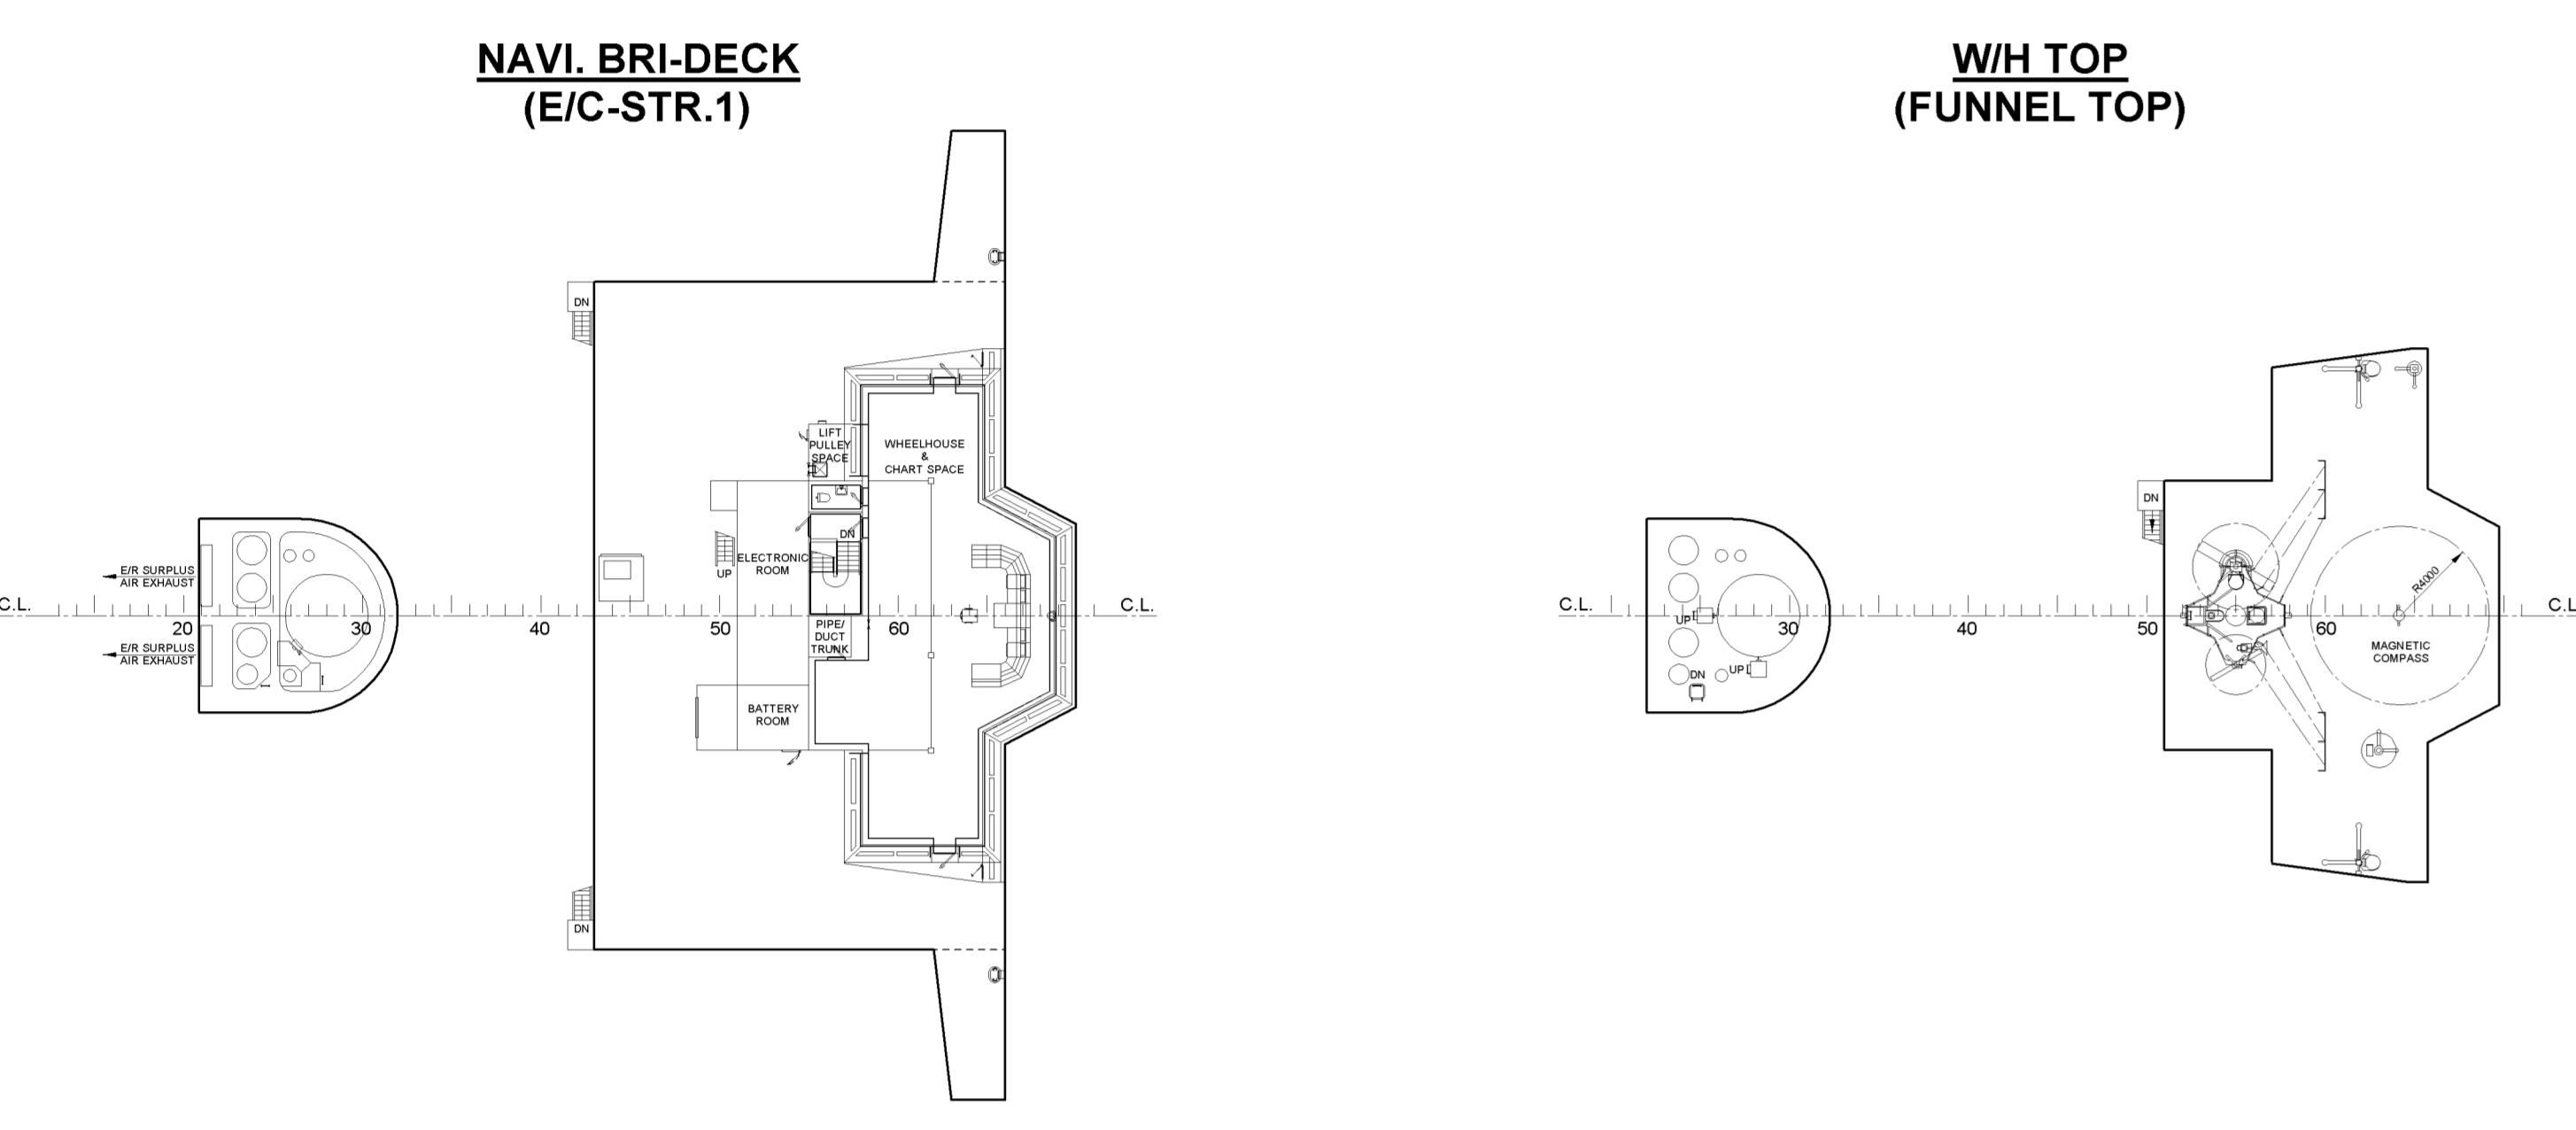 NAVI. BRI-DECK
(E/C-STR.1)
DN
LIFT
PULLEY
SPACE
WHEELHOUSE
&
CHART SPACE
DN
ELECTRONIC
ROOM
UP
E/R SURPLUS
AIR EXHAUST
C.L.
C.L.
20
30
40
50
60
PIPE/
DUCT
TRUNK
E/R SURPLUS
AIR EXHAUST
BATTERY
ROOM
DN
W/H TOP
(FUNNEL TOP)
DN
R4000
C.L.
C.L
UP
30
40
50
60
MAGNETIC
COMPASS
UP
DN